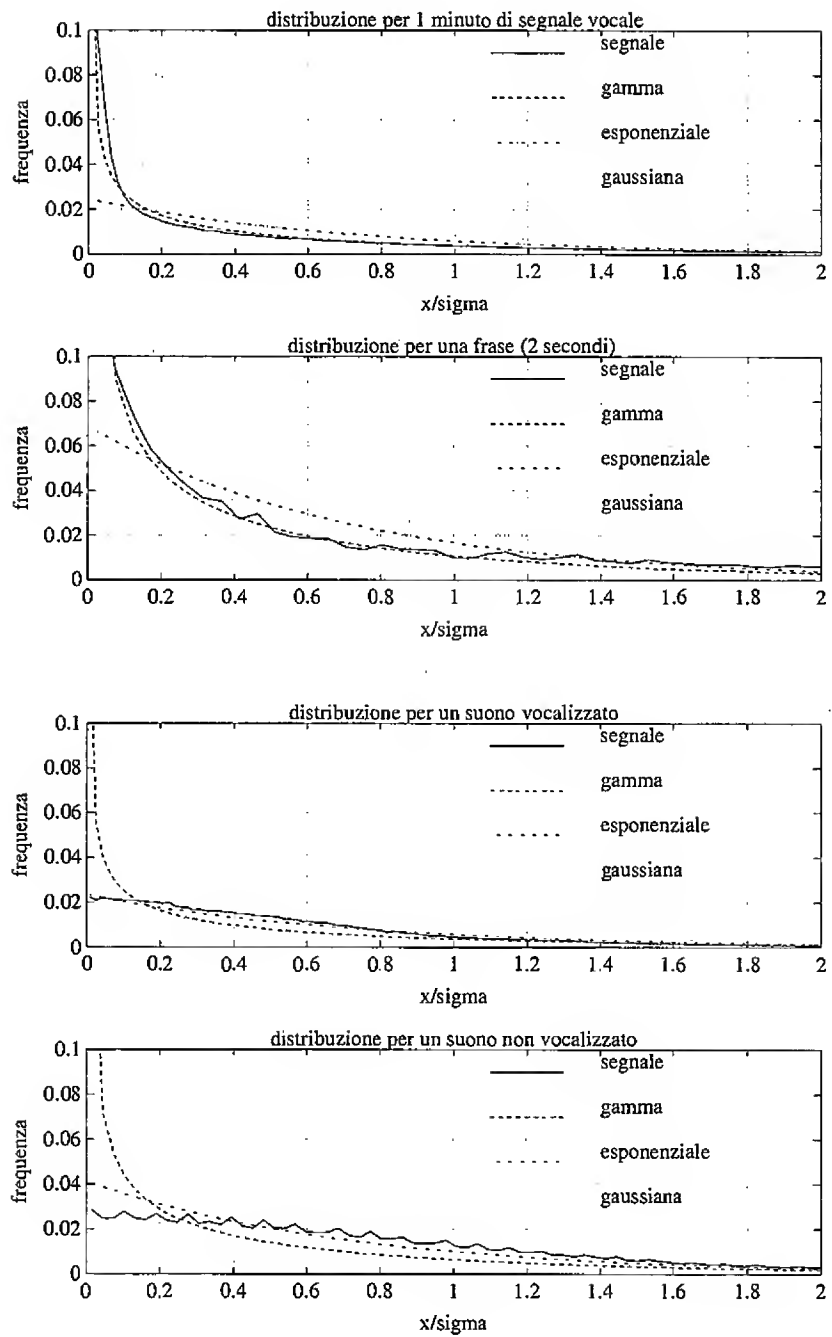 distribuzione per 1 minuto di segnale vocale
0.1
0.08
0.06
0.04
0.02
0
frequenza
segnale
gamma
esponenziale
gaussiana
0 0.2 0.4 0.6 0.8 1 1.2 1.4 1.6 1.8 2
x/sigma
distribuzione per una frase (2 secondi)
0.1
0.08
0.06
0.04
0.02
0
frequenza
segnale
gamma
esponenziale
gaussiana
0 0.2 0.4 0.6 0.8 1 1.2 1.4 1.6 1.8 2
x/sigma
distribuzione per un suono vocalizzato
0.1
0.08
0.06
0.04
0.02
0
frequenza
segnale
gamma
esponenziale
gaussiana
0 0.2 0.4 0.6 0.8 1 1.2 1.4 1.6 1.8 2
x/sigma
distribuzione per un suono non vocalizzato
0.1
0.08
0.06
0.04
0.02
0
frequenza
segnale
gamma
esponenziale
gaussiana
0 0.2 0.4 0.6 0.8 1 1.2 1.4 1.6 1.8 2
x/sigma